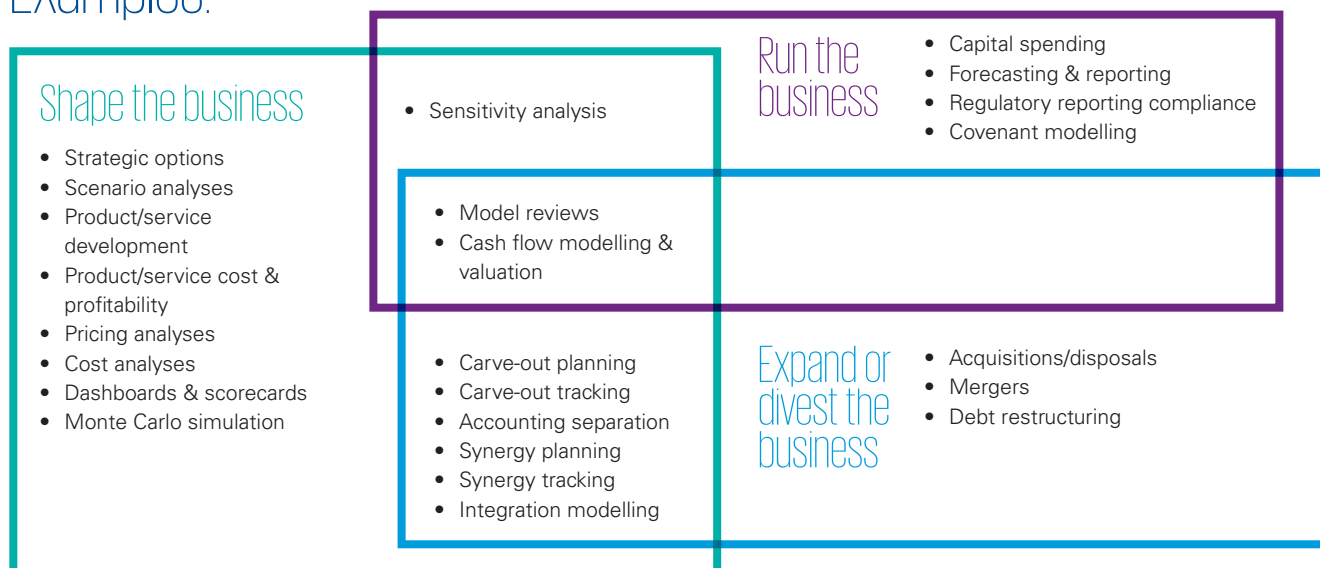 Examples:
Shape the business
• Strategic options
• Scenario analyses
• Product/service
development
• Product/service cost &
profitability
• Pricing analyses
• Cost analyses
• Dashboards & scorecards
• Monte Carlo simulation
• Sensitivity analysis
• Model reviews
• Cash flow modelling &
valuation
• Carve-out planning
• Carve-out tracking
• Accounting separation
• Synergy planning
• Synergy tracking
• Integration modelling
Run the
business
• Capital spending
• Forecasting & reporting
• Regulatory reporting compliance
• Covenant modelling
Expand or
divest the
business
• Acquisitions/disposals
• Mergers
• Debt restructuring